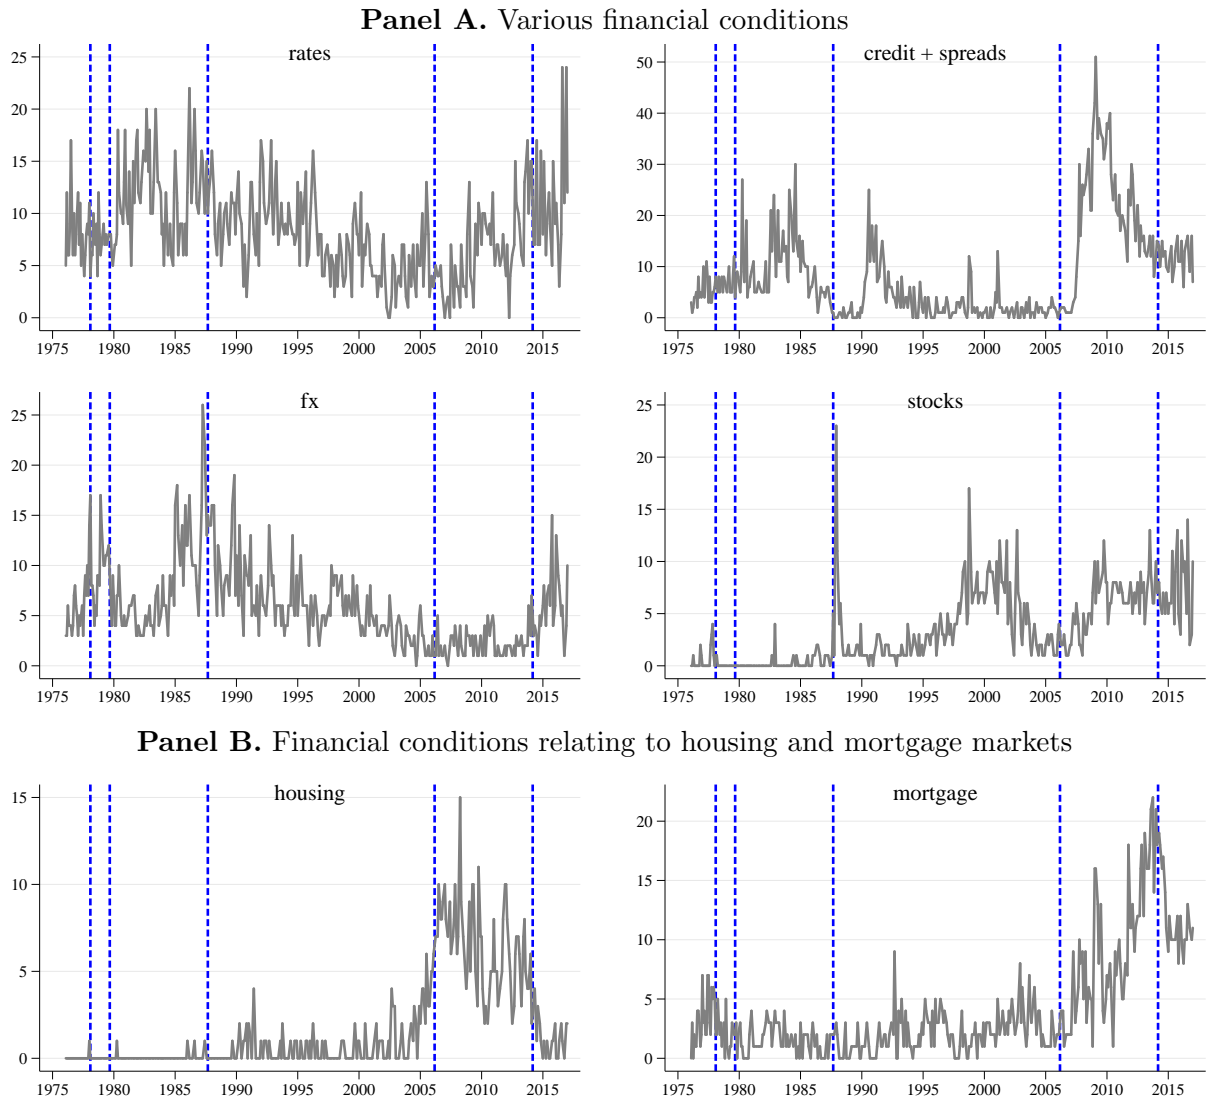 Panel A. Various financial conditions
rates
25
20
15
10
5
0
1975 1980 1985 1990 1995 2000 2005 2010 2015
credit + spreads
50
40
30
20
10
0
1975 1980 1985 1990 1995 2000 2005 2010 2015
fx
25
20
15
10
5
0
1975 1980 1985 1990 1995 2000 2005 2010 2015
stocks
25
20
15
10
5
0
1975 1980 1985 1990 1995 2000 2005 2010 2015
Panel B. Financial conditions relating to housing and mortgage markets
housing
15
10
5
0
1975 1980 1985 1990 1995 2000 2005 2010 2015
mortgage
20
15
10
5
0
1975 1980 1985 1990 1995 2000 2005 2010 2015